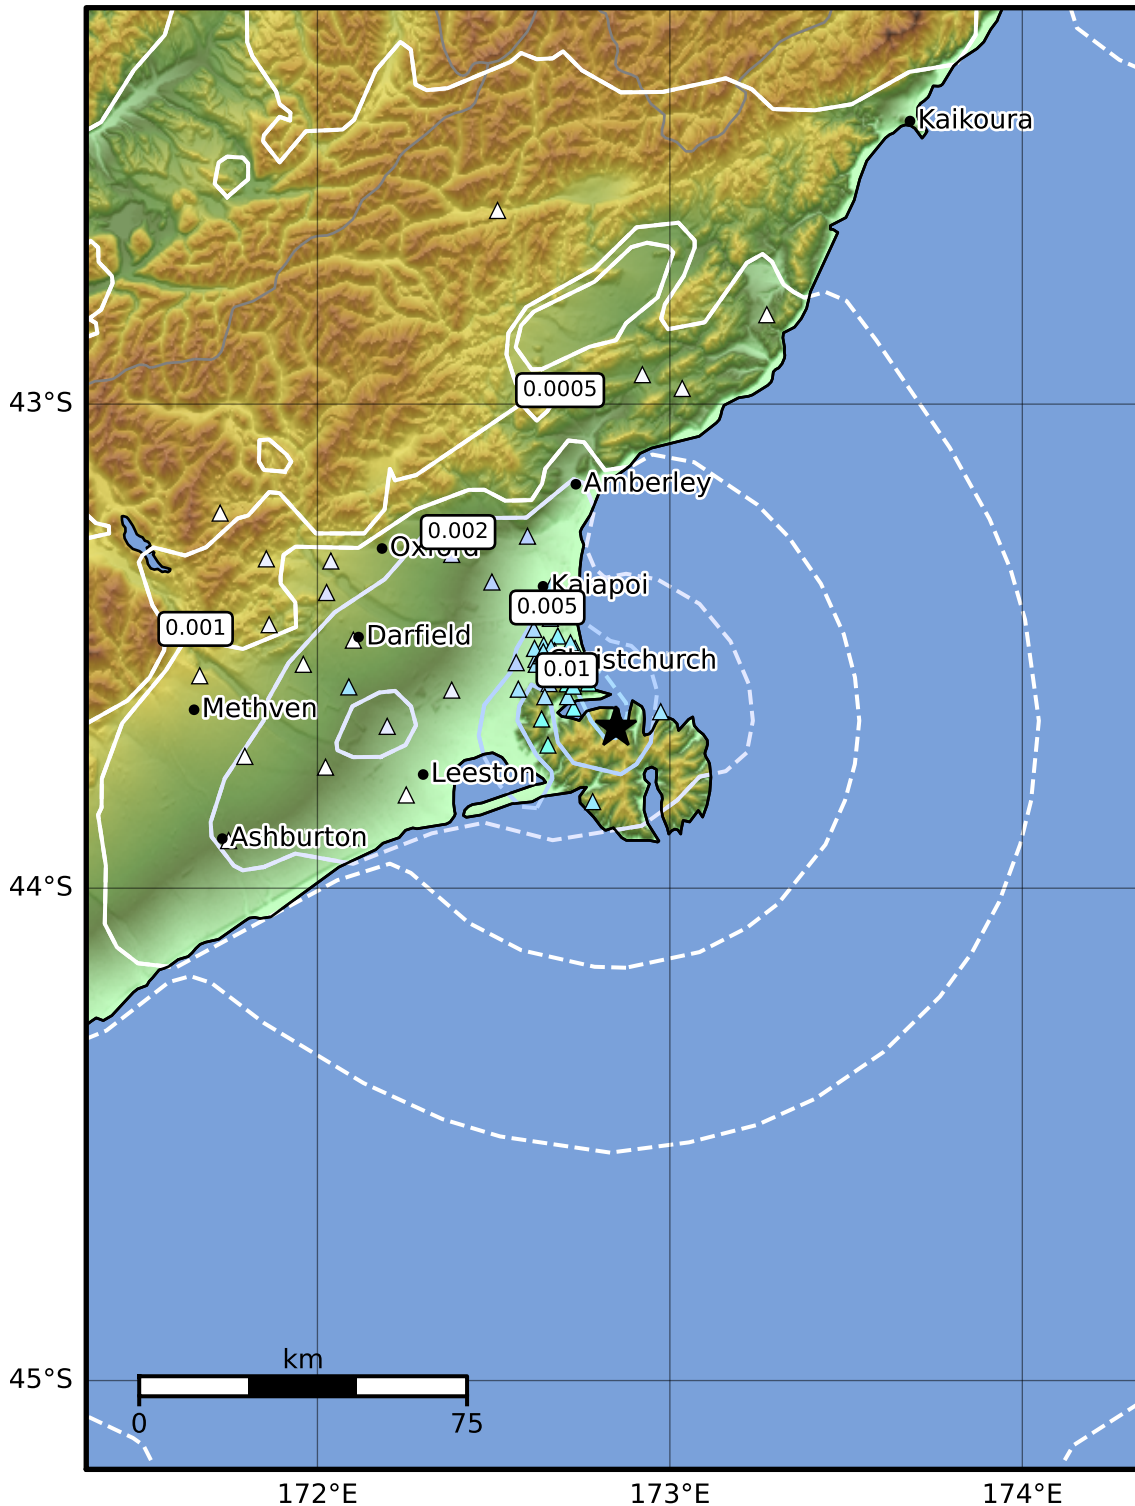 Kaikoura
43°S
0.0005
Amberley
0.002
Oxford
Kaiapoi
0.005
0.001
Darfield
Christchurch
0.01
Methven
Leeston
Ashburton
44°S
km
45°S
0
75
172°E
173°E
174°E